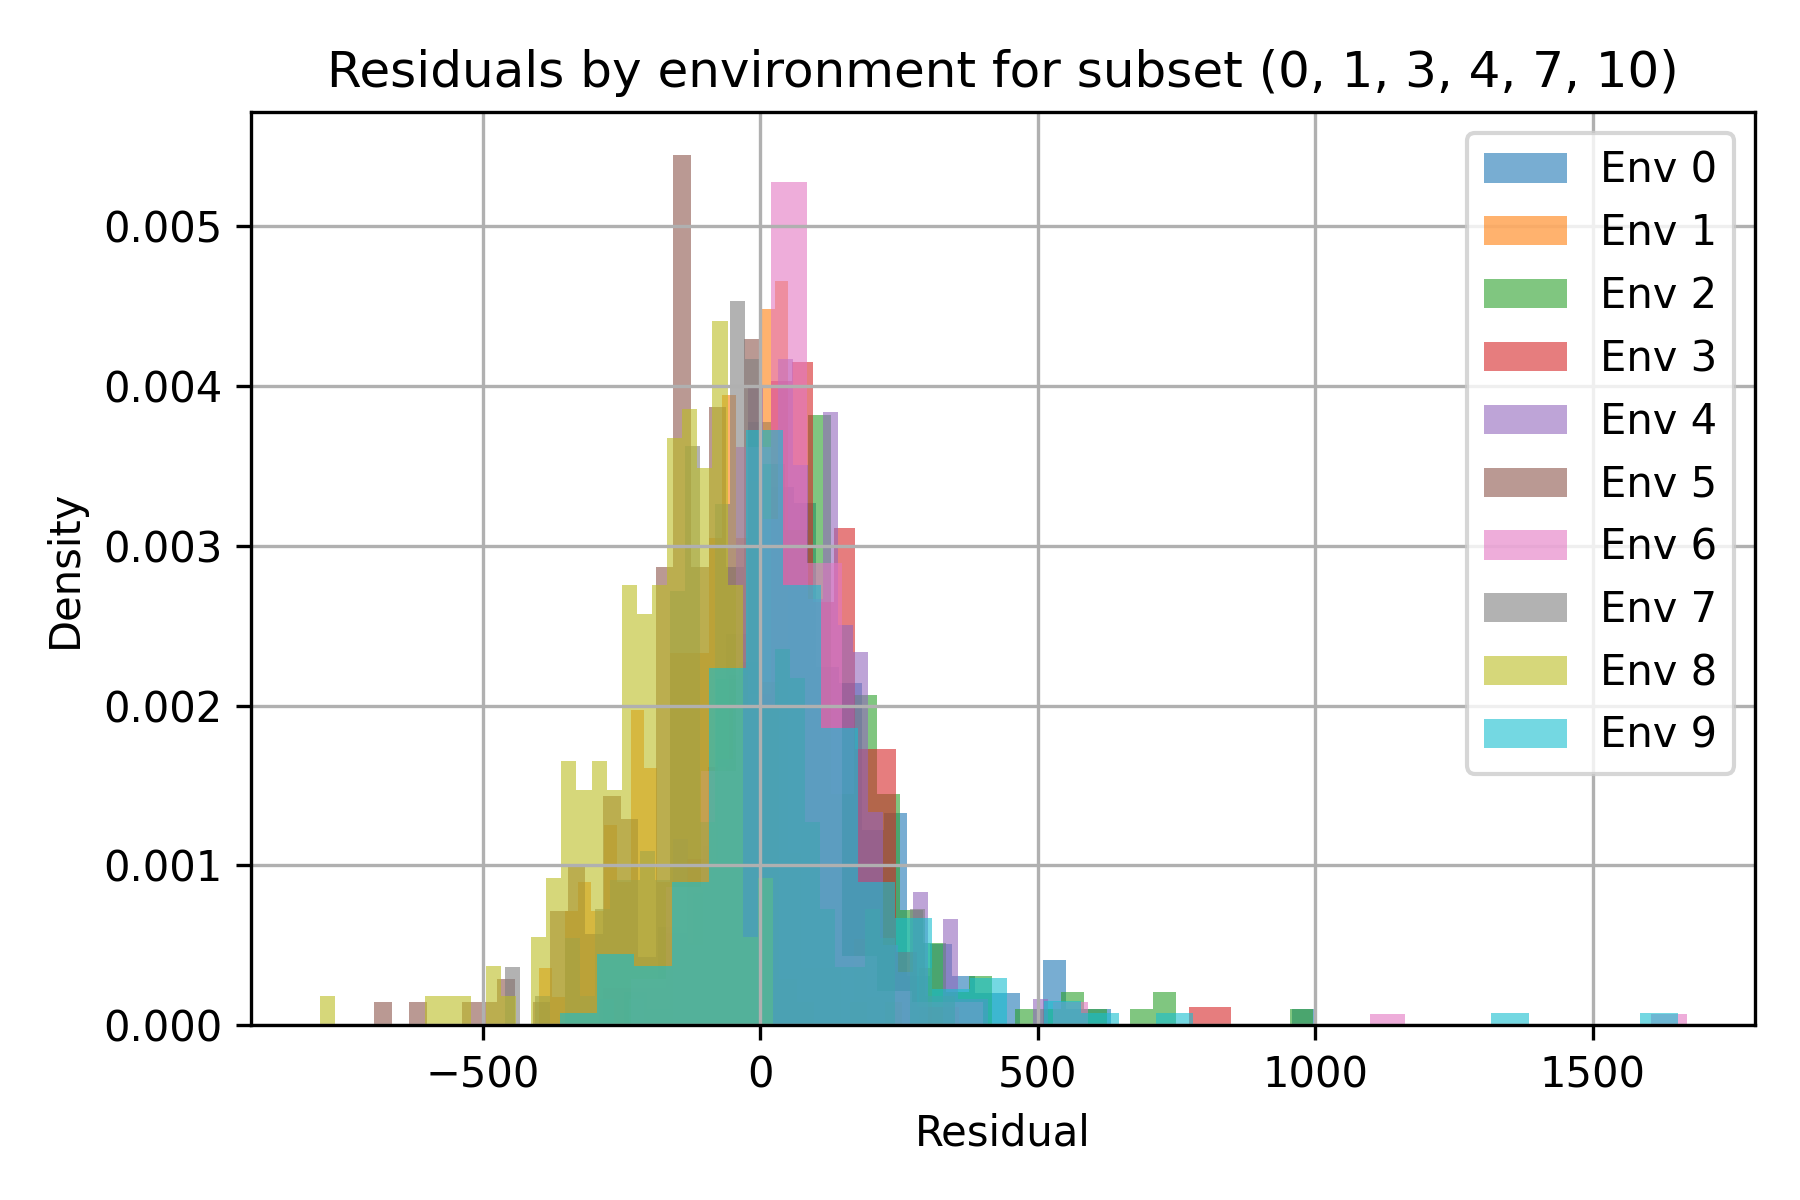 Residuals by environment for subset (0, 1, 3, 4, 7, 10)
Env 0
Env 1
Env 2
Env 3
Env 4
Env 5
Env 6
Env 7
Env 8
Env 9
0.005
0.004
0.003
0.002
0.001
0.000
Density
−500
0
500
1000
1500
Residual